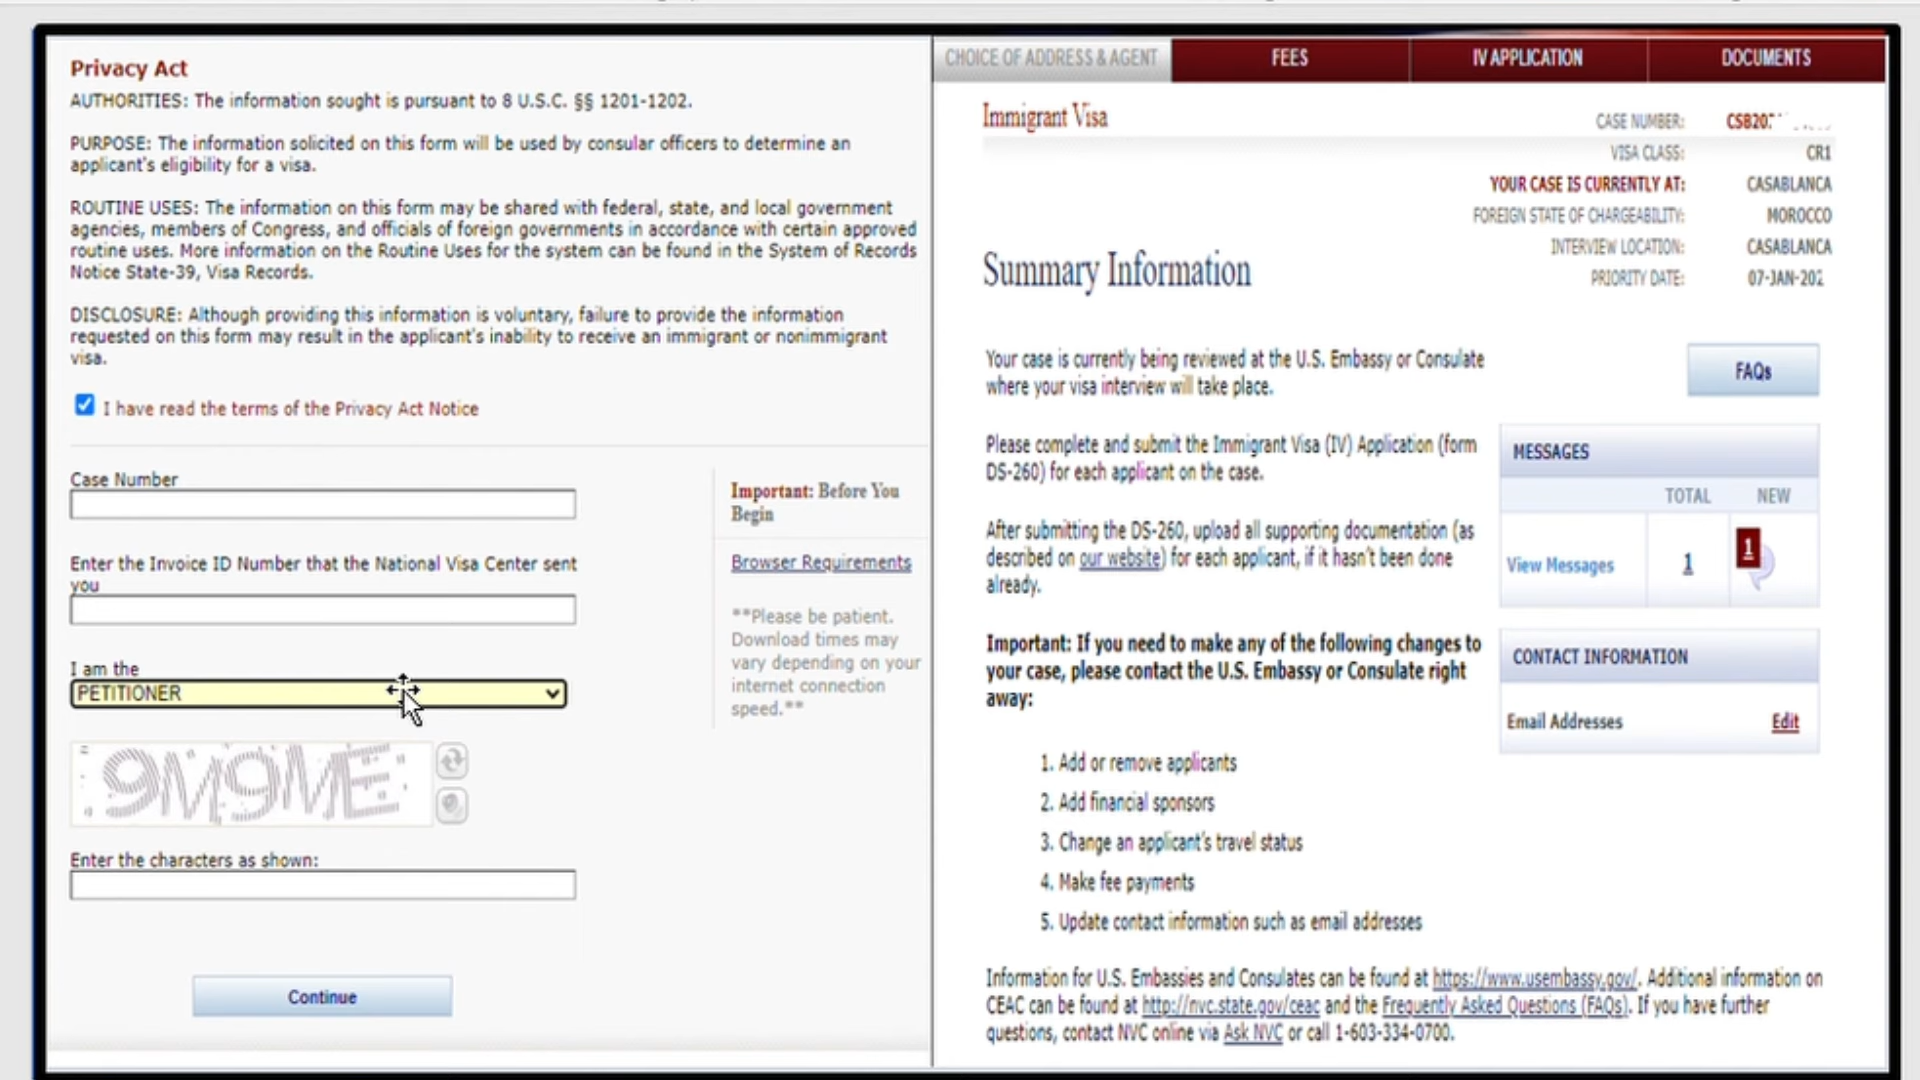 Privacy Act
AUTHORITIES: The information sought is pursuant to 8 U.S.C. §§ 1201-1202.
PURPOSE: The information solicited on this form will be used by consular officers to determine an
applicant's eligibility for a visa.
ROUTINE USES: The information on this form may be shared with federal, state, and local government
agencies, members of Congress, and officials of foreign governments in accordance with certain approved
routine uses. More information on the Routine Uses for the system can be found in the System of Records
Notice State-39, Visa Records.
DISCLOSURE: Although providing this information is voluntary, failure to provide the information
requested on this form may result in the applicant's inability to receive an immigrant or nonimmigrant
visa.
I have read the terms of the Privacy Act Notice
Case Number
Enter the Invoice ID Number that the National Visa Center sent
you
I am the
PETITIONER
9M9ME
Enter the characters as shown:
Continue
Important: Before You
Begin
Browser Requirements
**Please be patient.
Download times may
vary depending on your
internet connection
speed.**
CHOICE OF ADDRESS & AGENT
FEES
IV APPLICATION
DOCUMENTS
Immigrant Visa
CASE NUMBER: CSB20
VISA CLASS: CR1
YOUR CASE IS CURRENTLY AT: CASABLANCA
FOREIGN STATE OF CHARGEABILITY: MOROCCO
INTERVIEW LOCATION: CASABLANCA
PRIORITY DATE: 07-JAN-202
Summary Information
Your case is currently being reviewed at the U.S. Embassy or Consulate
where your visa interview will take place.
FAQs
Please complete and submit the Immigrant Visa (IV) Application (form
DS-260) for each applicant on the case.
After submitting the DS-260, upload all supporting documentation (as
described on our website) for each applicant, if it hasn't been done
already.
Important: If you need to make any of the following changes to
your case, please contact the U.S. Embassy or Consulate right
away:
1. Add or remove applicants
2. Add financial sponsors
3. Change an applicant's travel status
4. Make fee payments
5. Update contact information such as email addresses
MESSAGES
TOTAL NEW
View Messages 1 1
CONTACT INFORMATION
Email Addresses Edit
Information for U.S. Embassies and Consulates can be found at https://www.usembassy.gov/. Additional information on
CEAC can be found at http://nvc.state.gov/ceac and the Frequently Asked Questions (FAQs). If you have further
questions, contact NVC online via Ask NVC or call 1-603-334-0700.